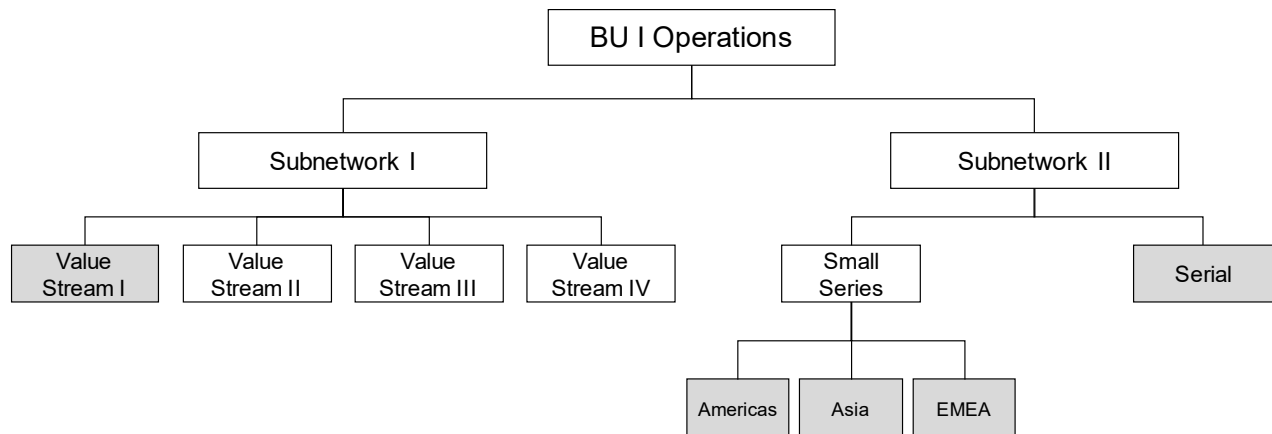 BU I Operations
Subnetwork I
Subnetwork II
Value
Stream I
Value
Stream II
Value
Stream III
Value
Stream IV
Small
Series
Serial
Americas
Asia
EMEA